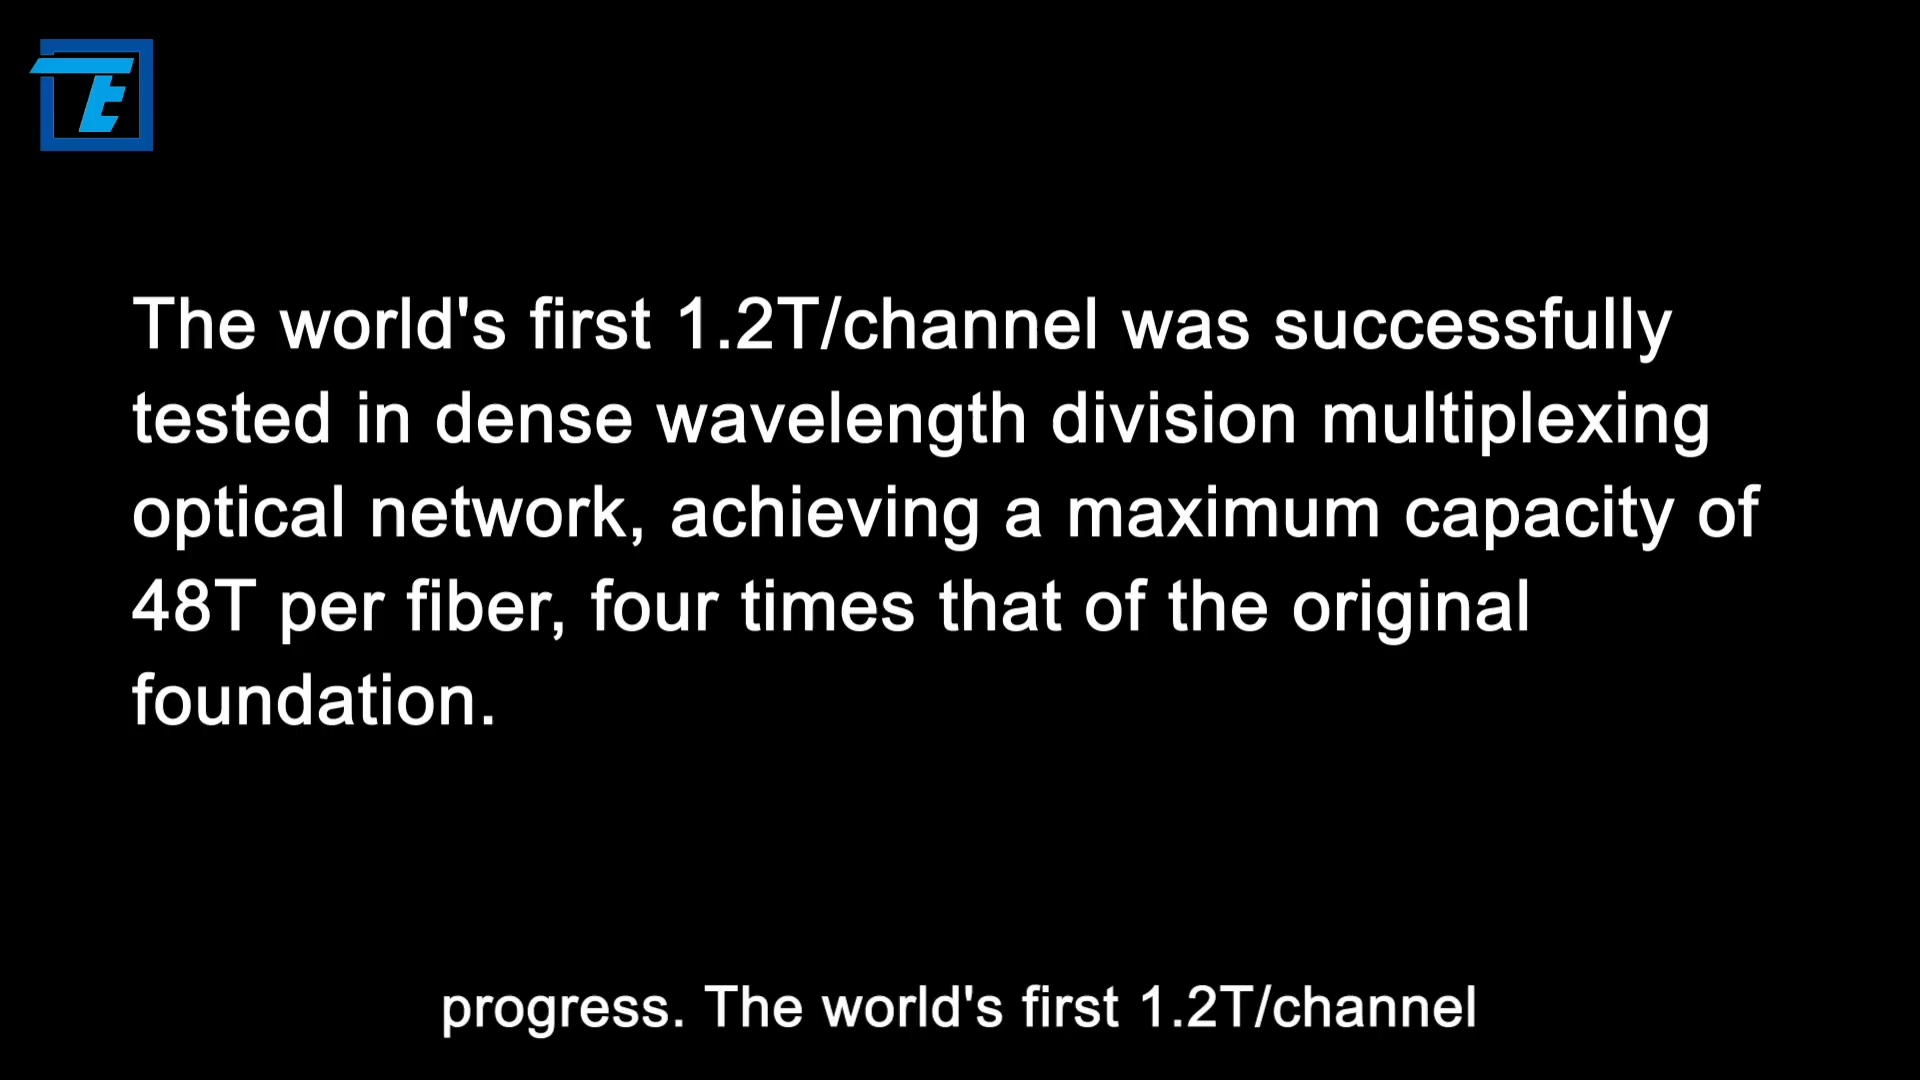 TE
The world's first 1.2T/channel was successfully
tested in dense wavelength division multiplexing
optical network, achieving a maximum capacity of
48T per fiber, four times that of the original
foundation.
progress. The world's first 1.2T/channel